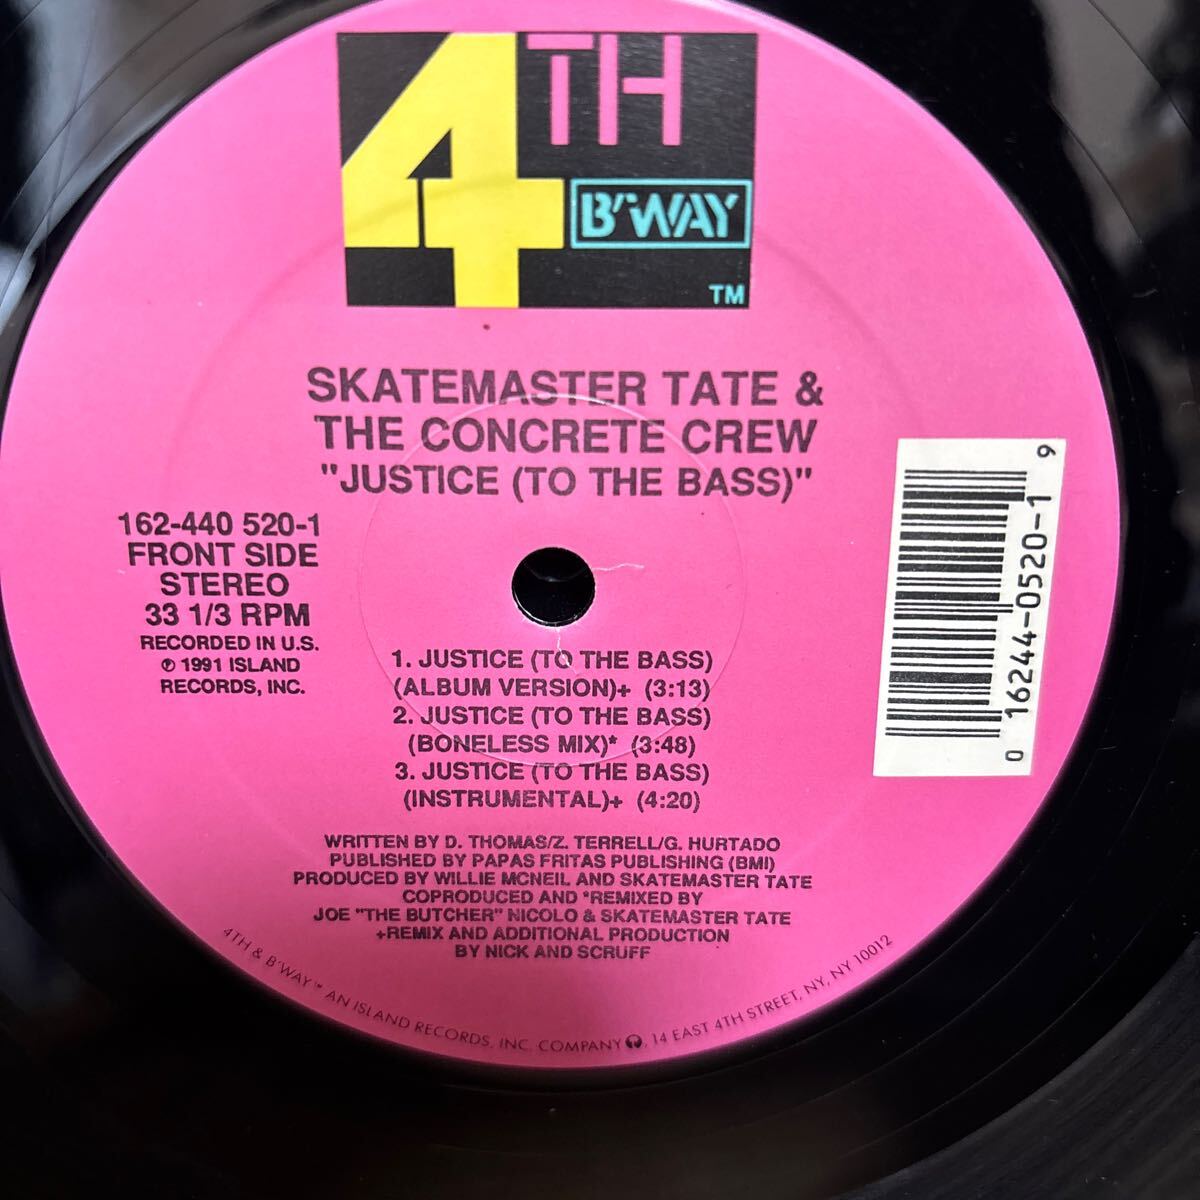 4TH
B'WAY
TM
SKATEMASTER TATE &
THE CONCRETE CREW
"JUSTICE (TO THE BASS)"
162-440 520-1
FRONT SIDE
STEREO
33 1/3 RPM
RECORDED IN U.S.
℗ 1991 ISLAND
RECORDS, INC.
1. JUSTICE (TO THE BASS)
(ALBUM VERSION)+ (3:13)
2. JUSTICE (TO THE BASS)
(BONELESS MIX)* (3:48)
3. JUSTICE (TO THE BASS)
(INSTRUMENTAL)+ (4:20)
0 16244-0520-1 9
WRITTEN BY D. THOMAS/Z. TERRELL/G. HURTADO
PUBLISHED BY PAPAS FRITAS PUBLISHING (BMI)
PRODUCED BY WILLIE MCNEIL AND SKATEMASTER TATE
COPRODUCED AND *REMIXED BY
JOE "THE BUTCHER" NICOLO & SKATEMASTER TATE
+REMIX AND ADDITIONAL PRODUCTION
BY NICK AND SCRUFF
4TH & B'WAY™ AN ISLAND RECORDS, INC. COMPANY, 14 EAST 4TH STREET, NY, NY 10012